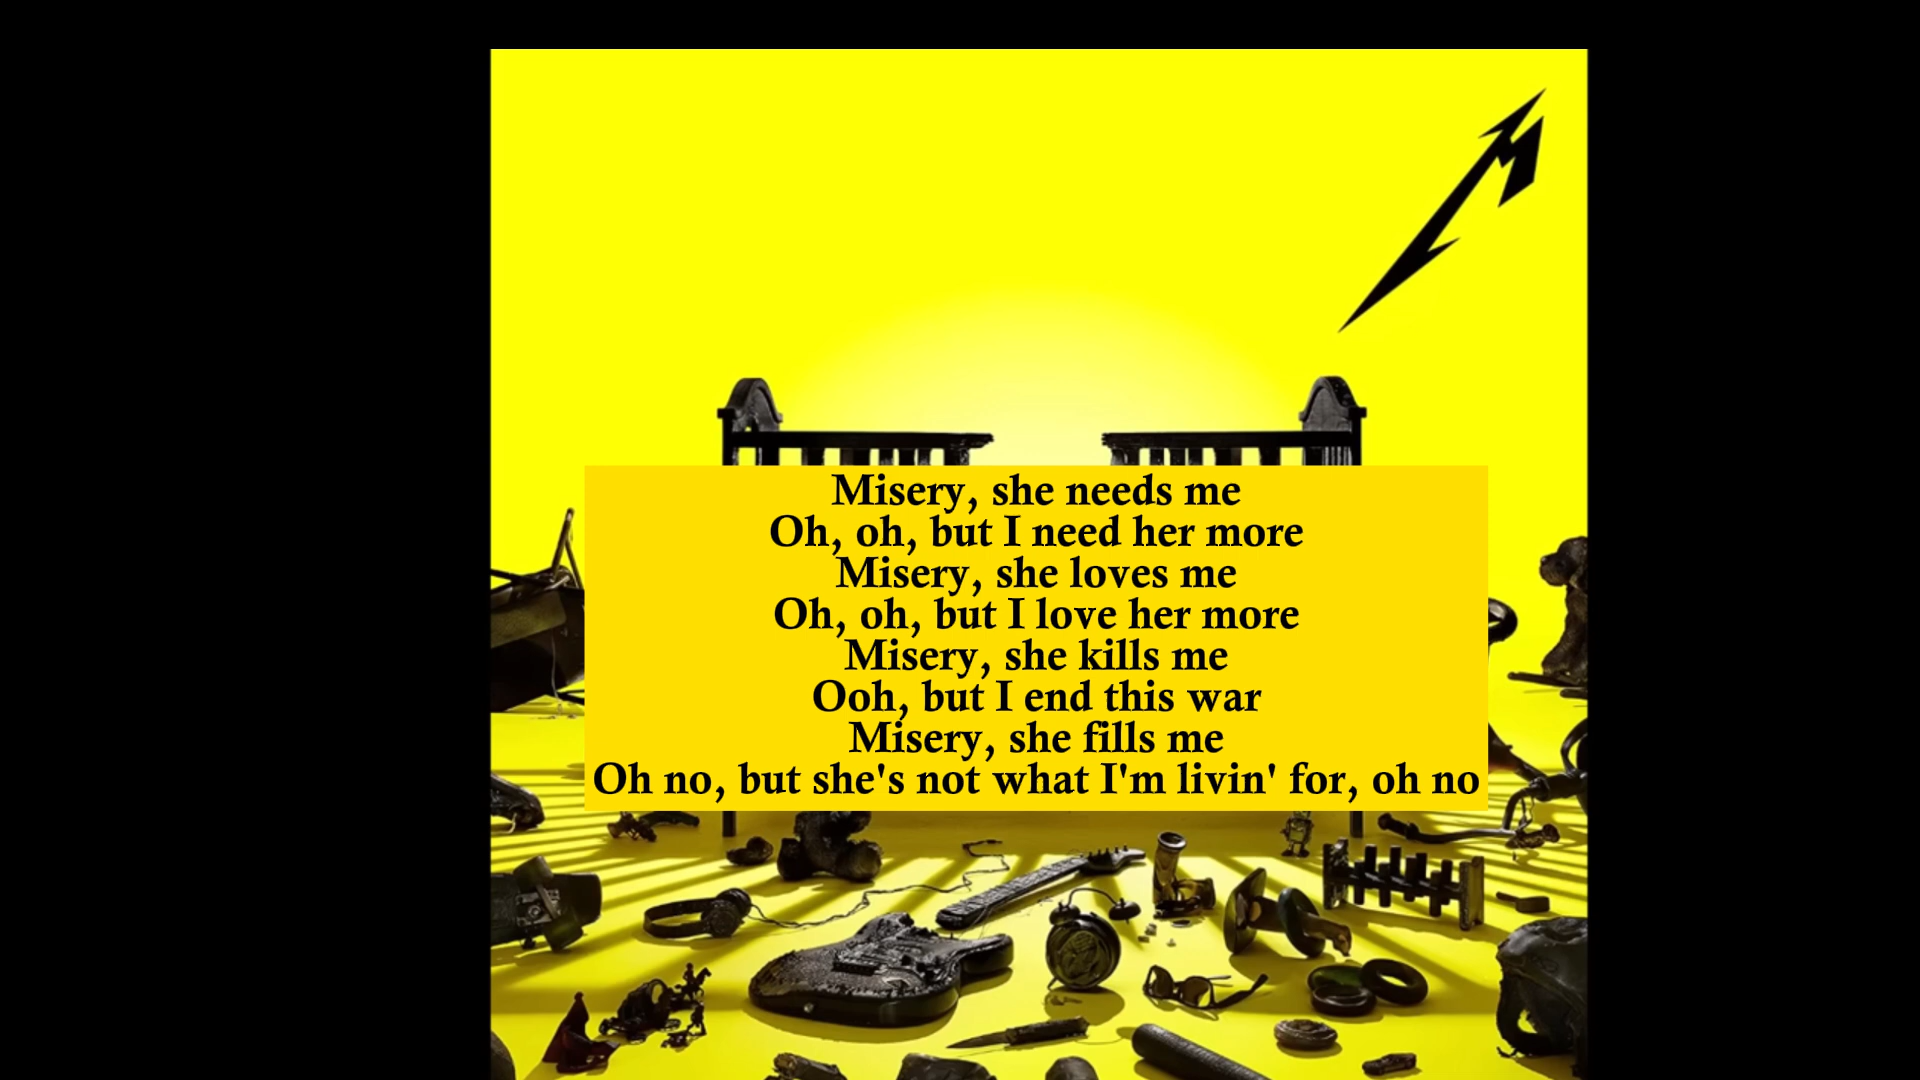 Misery, she needs me
Oh, oh, but I need her more
Misery, she loves me
Oh, oh, but I love her more
Misery, she kills me
Ooh, but I end this war
Misery, she fills me
Oh no, but she's not what I'm livin' for, oh no